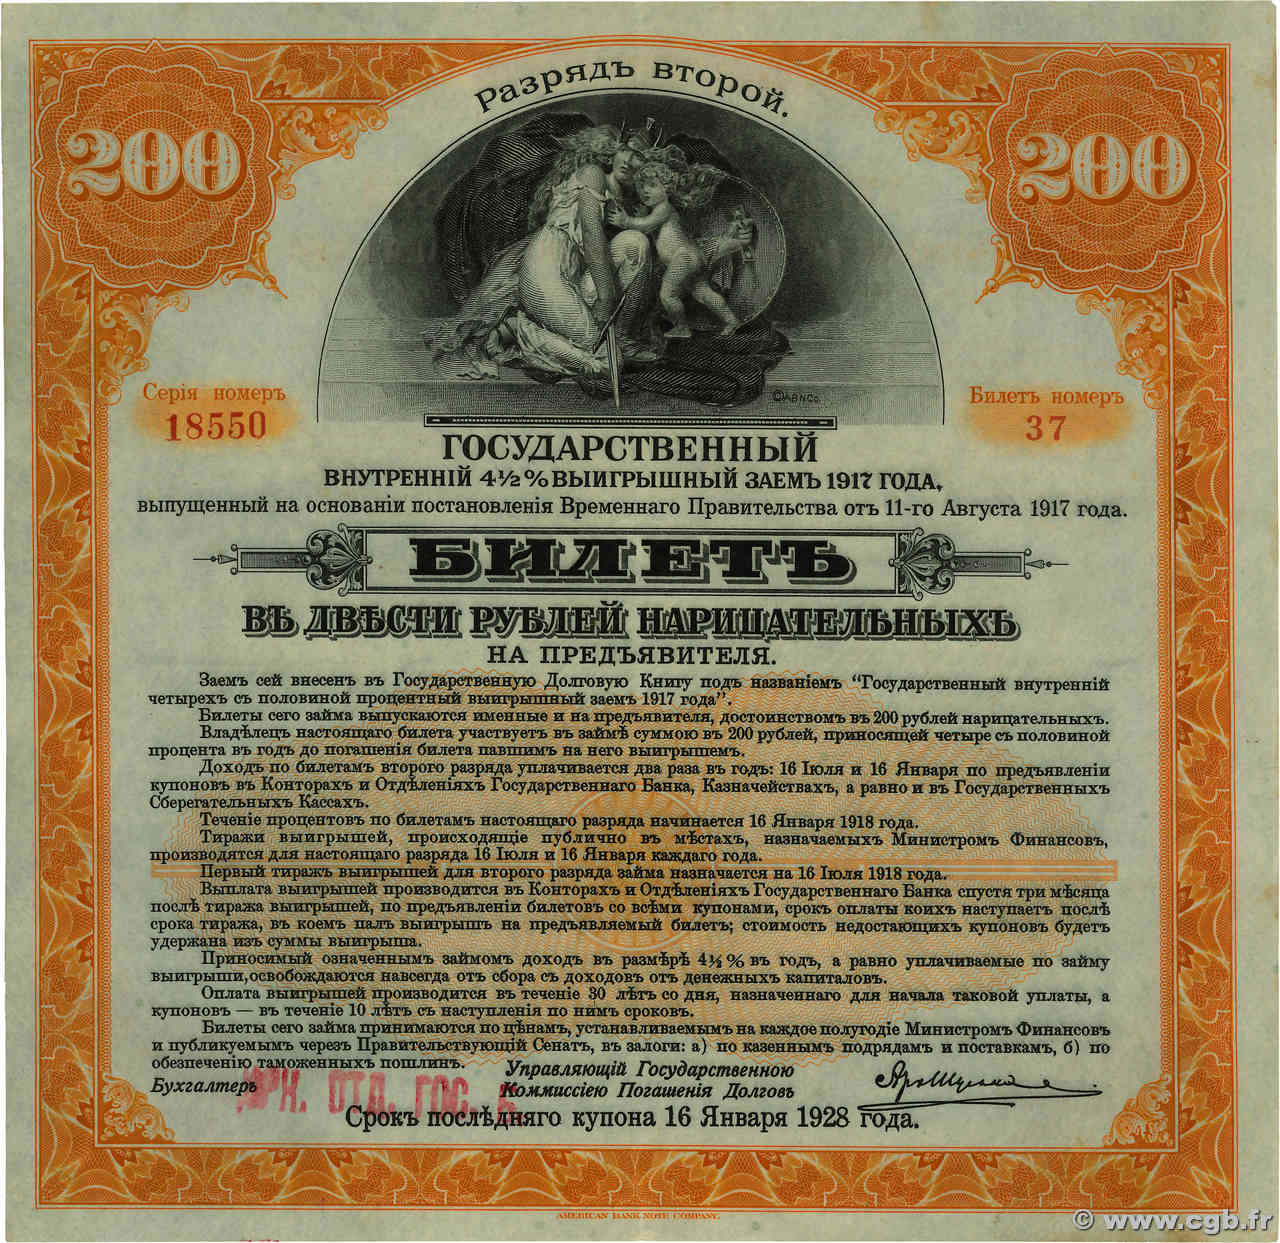 Разрядъ второй.
200
200
Серія номеръ
18550
Билетъ номеръ
37
©ABNCo.
ГОСУДАРСТВЕННЫЙ
ВНУТРЕННІЙ 4½% ВЫИГРЫШНЫЙ ЗАЕМЪ 1917 ГОДА,
выпущенный на основаніи постановленія Временнаго Правительства отъ 11-го Августа 1917 года.
БИЛЕТЪ
ВЪ ДВѢСТИ РУБЛЕЙ НАРИЦАТЕЛЬНЫХЪ
НА ПРЕДЪЯВИТЕЛЯ.
Заемъ сей внесенъ въ Государственную Долговую Книгу подъ названіемъ "Государственный внутренній
четырехъ съ половиной процентный выигрышный заемъ 1917 года".
Билеты сего займа выпускаются именные и на предъявителя, достоинствомъ въ 200 рублей нарицательныхъ.
Владѣлецъ настоящаго билета участвуетъ въ займѣ суммою въ 200 рублей, приносящей четыре съ половиной
процента въ годъ до погашенія билета павшимъ на него выигрышемъ.
Доходъ по билетамъ второго разряда уплачивается два раза въ годъ: 16 Іюля и 16 Января по предъявленіи
купоновъ въ Конторахъ и Отдѣленіяхъ Государственнаго Банка, Казначействахъ, а равно и въ Государственныхъ
Сберегательныхъ Кассахъ.
Теченіе процентовъ по билетамъ настоящаго разряда начинается 16 Января 1918 года.
Тиражи выигрышей, происходящіе публично въ мѣстахъ, назначаемыхъ Министромъ Финансовъ,
производятся для настоящаго разряда 16 Іюля и 16 Января каждаго года.
Первый тиражъ выигрышей для второго разряда займа назначается на 16 Іюля 1918 года.
Выплата выигрышей производится въ Конторахъ и Отдѣленіяхъ Государственнаго Банка спустя три мѣсяца
послѣ тиража выигрышей, по предъявленіи билетовъ со всѣми купонами, срокъ оплаты коихъ наступаетъ послѣ
срока тиража, въ коемъ палъ выигрышъ на предъявляемый билетъ; стоимость недостающихъ купоновъ будетъ
удержана изъ суммы выигрыша.
Приносимый означеннымъ займомъ доходъ въ размѣрѣ 4½% въ годъ, а равно уплачиваемые по займу
выигрыши, освобождаются навсегда отъ сбора съ доходовъ отъ денежныхъ капиталовъ.
Оплата выигрышей производится въ теченіе 30 лѣтъ со дня, назначеннаго для начала таковой уплаты, а
купоновъ — въ теченіе 10 лѣтъ съ наступленія по нимъ сроковъ.
Билеты сего займа принимаются по цѣнамъ, устанавливаемымъ на каждое полугодіе Министромъ Финансовъ
и публикуемымъ черезъ Правительствующій Сенатъ, въ залоги: а) по казеннымъ подрядамъ и поставкамъ, б) по
обезпеченію таможенныхъ пошлинъ.
Управляющій Государственною
Бухгалтеръ
Коммиссіею Погашенія Долговъ
ОТД. ГОС.
Срокъ послѣдняго купона 16 Января 1928 года.
AMERICAN BANK NOTE COMPANY.
© www.cgb.fr